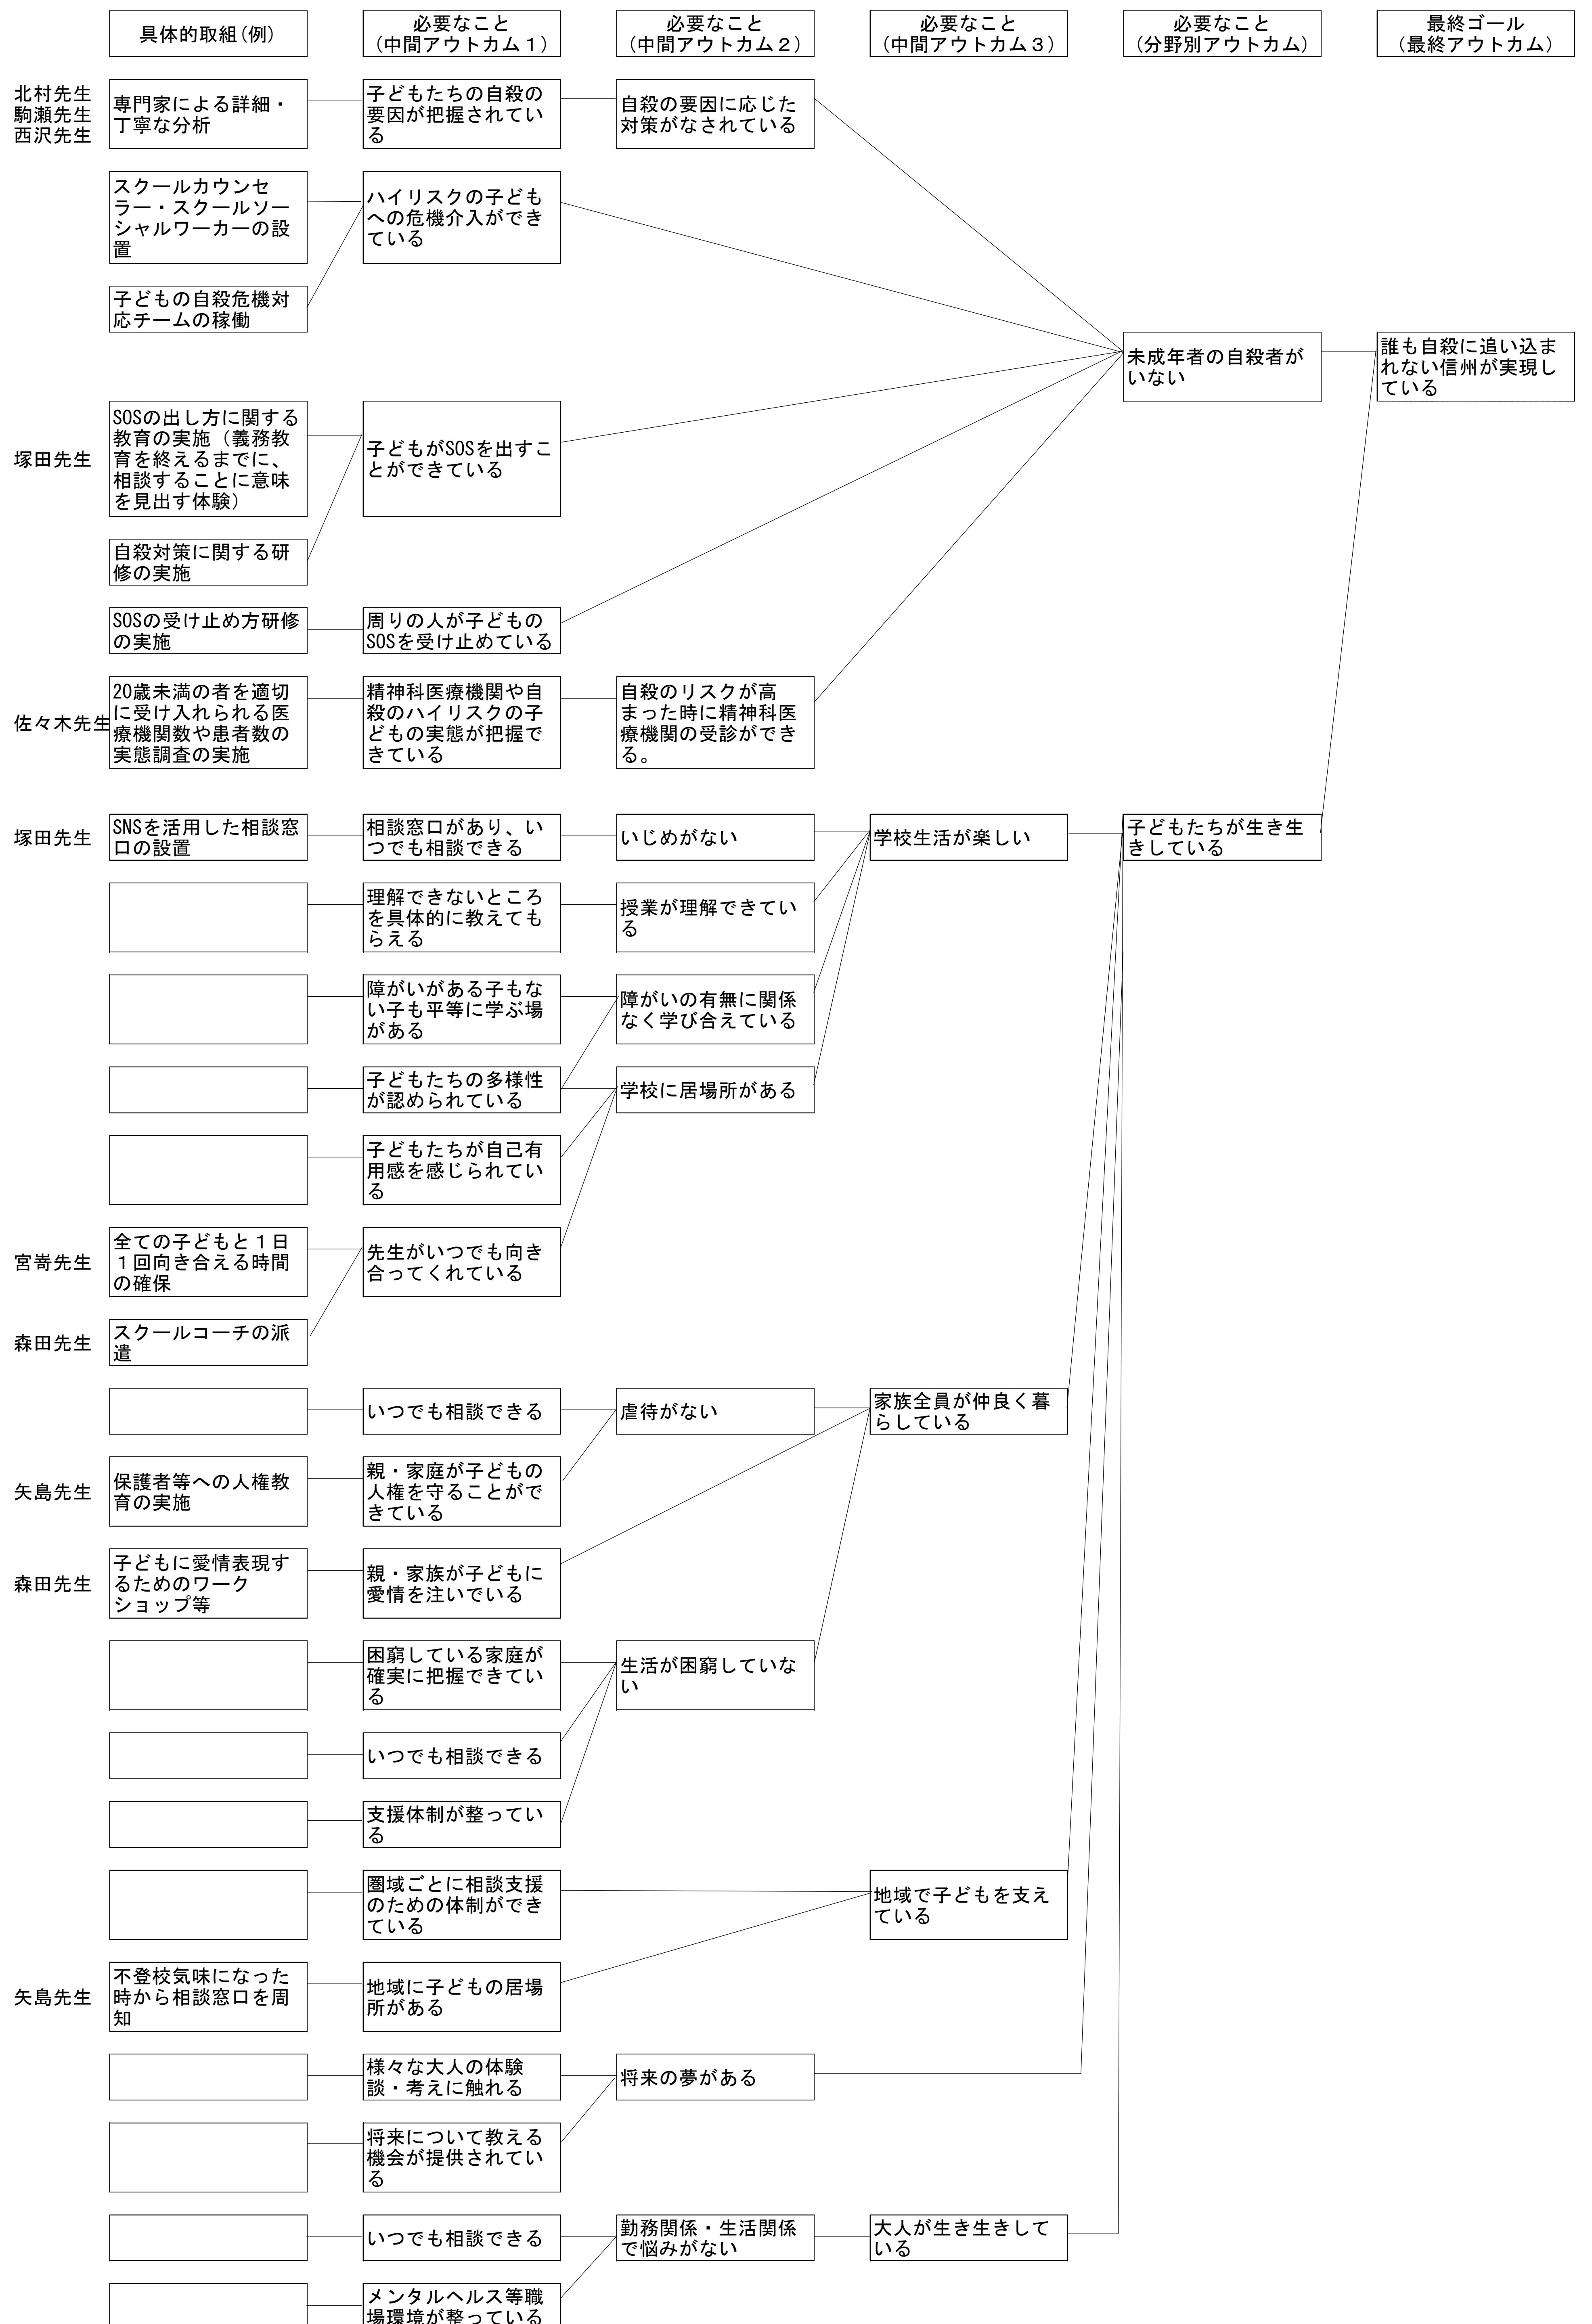 具体的取組(例)
必要なこと
(中間アウトカム１)
必要なこと
(中間アウトカム２)
必要なこと
(中間アウトカム３)
必要なこと
(分野別アウトカム)
最終ゴール
(最終アウトカム)
北村先生
駒瀬先生
西沢先生
専門家による詳細・
丁寧な分析
子どもたちの自殺の
要因が把握されてい
る
自殺の要因に応じた
対策がなされている
スクールカウンセ
ラー・スクールソー
シャルワーカーの設
置
ハイリスクの子ども
への危機介入ができ
ている
子どもの自殺危機対
応チームの稼働
未成年者の自殺者が
いない
誰も自殺に追い込ま
れない信州が実現し
ている
塚田先生
SOSの出し方に関する
教育の実施（義務教
育を終えるまでに、
相談することに意味
を見出す体験）
子どもがSOSを出すこ
とができている
自殺対策に関する研
修の実施
SOSの受け止め方研修
の実施
周りの人が子どもの
SOSを受け止めている
佐々木先生
20歳未満の者を適切
に受け入れられる医
療機関数や患者数の
実態調査の実施
精神科医療機関や自
殺のハイリスクの子
どもの実態が把握で
きている
自殺のリスクが高
まった時に精神科医
療機関の受診ができ
る。
塚田先生
SNSを活用した相談窓
口の設置
相談窓口があり、い
つでも相談できる
いじめがない
学校生活が楽しい
子どもたちが生き生
きしている
理解できないところ
を具体的に教えても
らえる
授業が理解できてい
る
障がいがある子もな
い子も平等に学ぶ場
がある
障がいの有無に関係
なく学び合えている
子どもたちの多様性
が認められている
学校に居場所がある
子どもたちが自己有
用感を感じられてい
る
宮嵜先生
全ての子どもと１日
１回向き合える時間
の確保
先生がいつでも向き
合ってくれている
森田先生
スクールコーチの派
遣
いつでも相談できる
虐待がない
家族全員が仲良く暮
らしている
矢島先生
保護者等への人権教
育の実施
親・家庭が子どもの
人権を守ることがで
きている
森田先生
子どもに愛情表現す
るためのワーク
ショップ等
親・家族が子どもに
愛情を注いでいる
困窮している家庭が
確実に把握できてい
る
生活が困窮していな
い
いつでも相談できる
支援体制が整ってい
る
圏域ごとに相談支援
のための体制ができ
ている
地域で子どもを支え
ている
矢島先生
不登校気味になった
時から相談窓口を周
知
地域に子どもの居場
所がある
様々な大人の体験
談・考えに触れる
将来の夢がある
将来について教える
機会が提供されてい
る
いつでも相談できる
勤務関係・生活関係
で悩みがない
大人が生き生きして
いる
メンタルヘルス等職
場環境が整っている